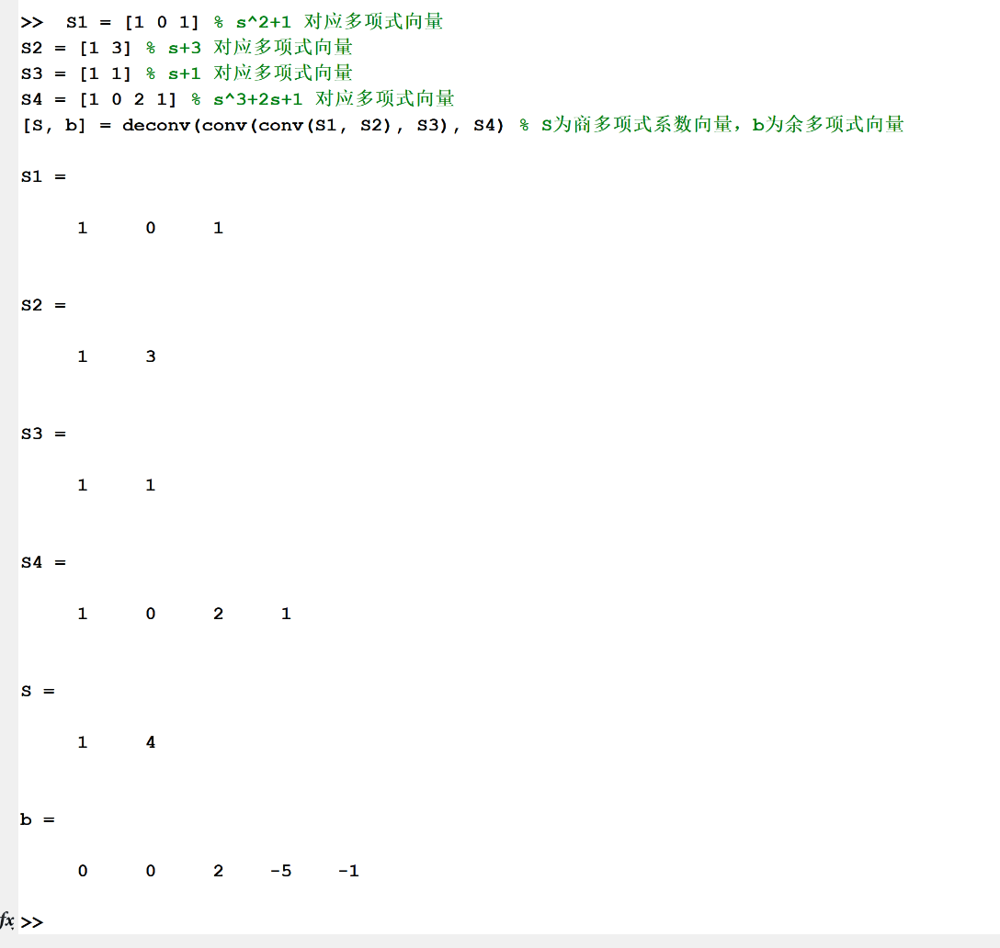 >> S1 = [1 0 1] % s^2+1 对应多项式向量
S2 = [1 3] % s+3 对应多项式向量
S3 = [1 1] % s+1 对应多项式向量
S4 = [1 0 2 1] % s^3+2s+1 对应多项式向量
[S, b] = deconv(conv(conv(S1, S2), S3), S4) % S为商多项式系数向量，b为余多项式向量
S1 =
1 0 1
S2 =
1 3
S3 =
1 1
S4 =
1 0 2 1
S =
1 4
b =
0 0 2 -5 -1
fx >>